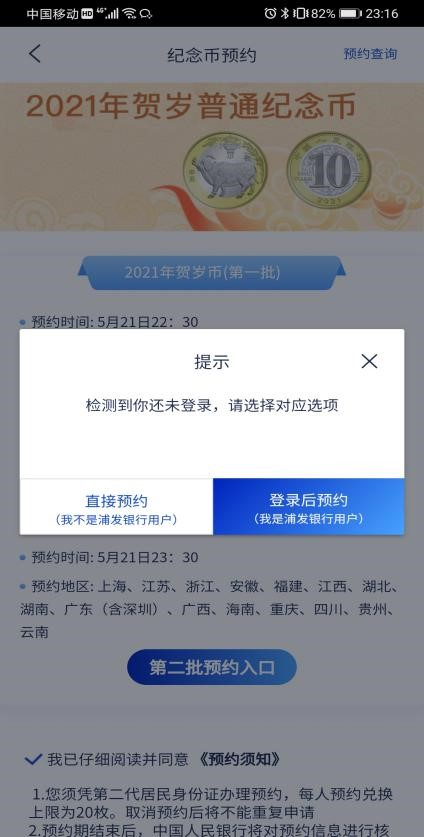 中国移动 HD 46 82% 23:16
纪念币预约 预约查询
2021年贺岁普通纪念币
10
2021
2021年贺岁币(第一批)
预约时间: 5月21日22：30
提示
检测到你还未登录，请选择对应选项
直接预约
（我不是浦发银行用户）
登录后预约
（我是浦发银行用户）
预约时间: 5月21日23：30
预约地区: 上海、江苏、浙江、安徽、福建、江西、湖北、
湖南、广东（含深圳）、广西、海南、重庆、四川、贵州、
云南
第二批预约入口
我已仔细阅读并同意《预约须知》
1.您须凭第二代居民身份证办理预约，每人预约兑换
上限为20枚。取消预约后将不能重复申请
2.预约期结束后，中国人民银行将对预约信息进行核